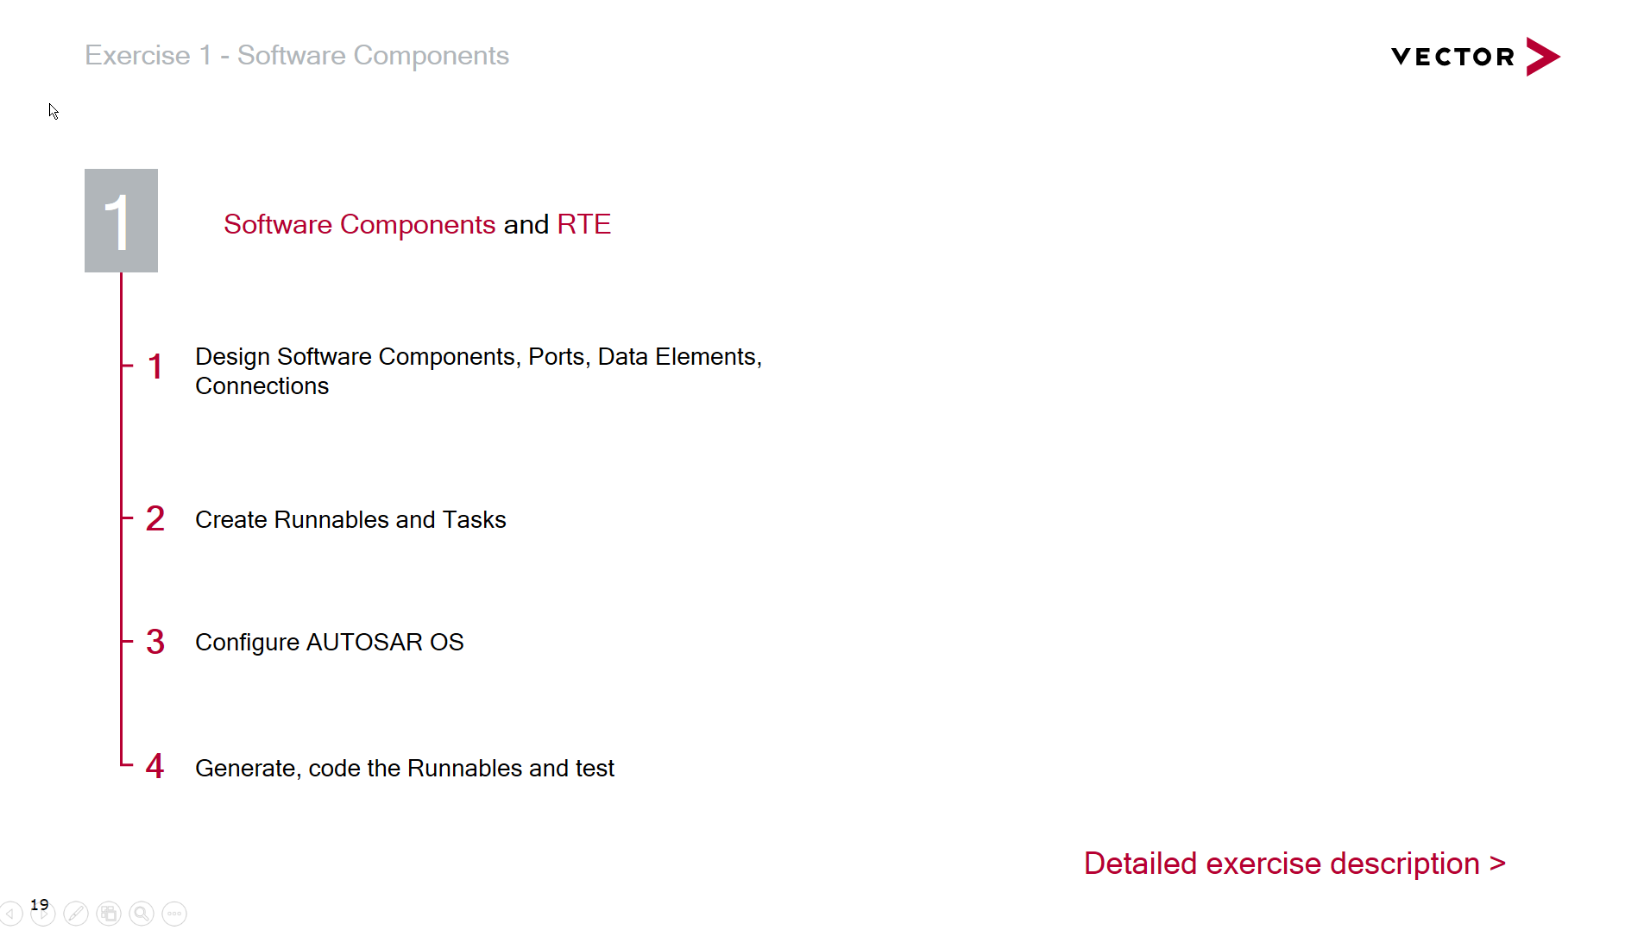 Exercise 1 - Software Components
VECTOR
1
Software Components and RTE
1
Design Software Components, Ports, Data Elements,
Connections
2
Create Runnables and Tasks
3
Configure AUTOSAR OS
4
Generate, code the Runnables and test
Detailed exercise description >
19